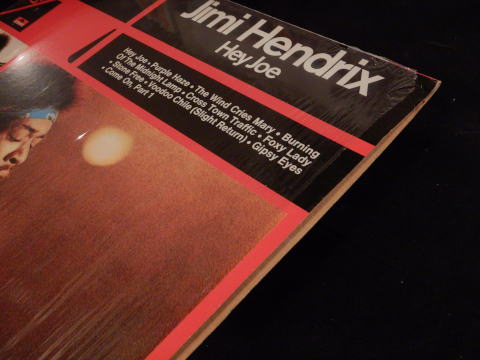 Jimi Hendrix
Hey Joe
Hey Joe • Purple Haze • The Wind Cries Mary • Burning
Of The Midnight Lamp • Cross Town Traffic • Foxy Lady
• Stone Free • Voodoo Chile (Slight Return) • Gipsy Eyes
• Come On, Part 1